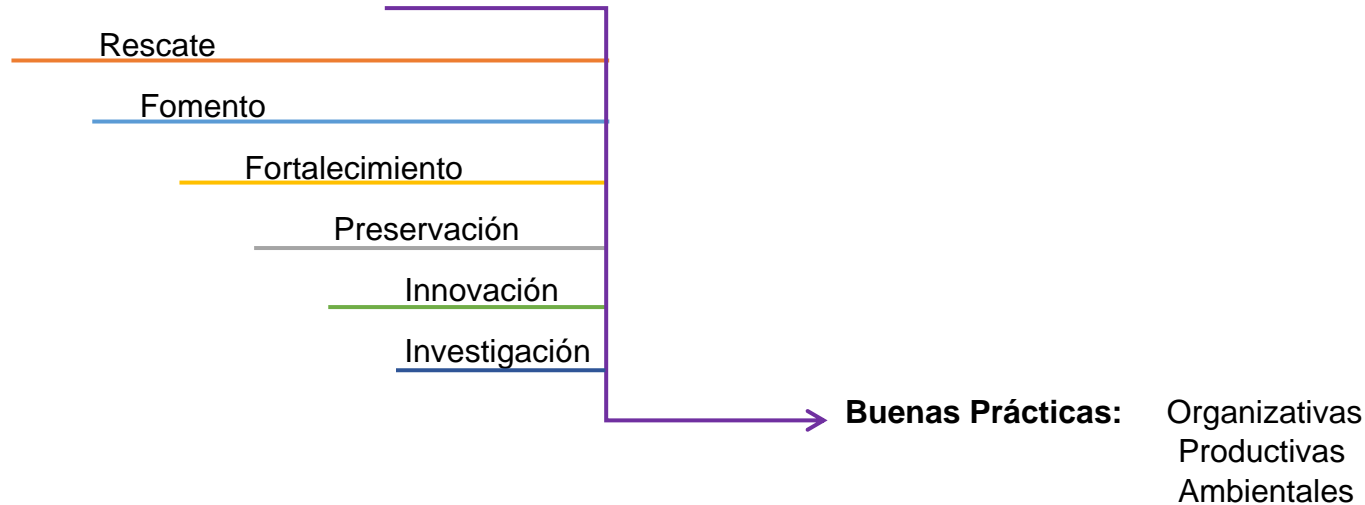 Rescate
Fomento
Fortalecimiento
Preservación
Innovación
Investigación
Buenas Prácticas: Organizativas
Productivas
Ambientales